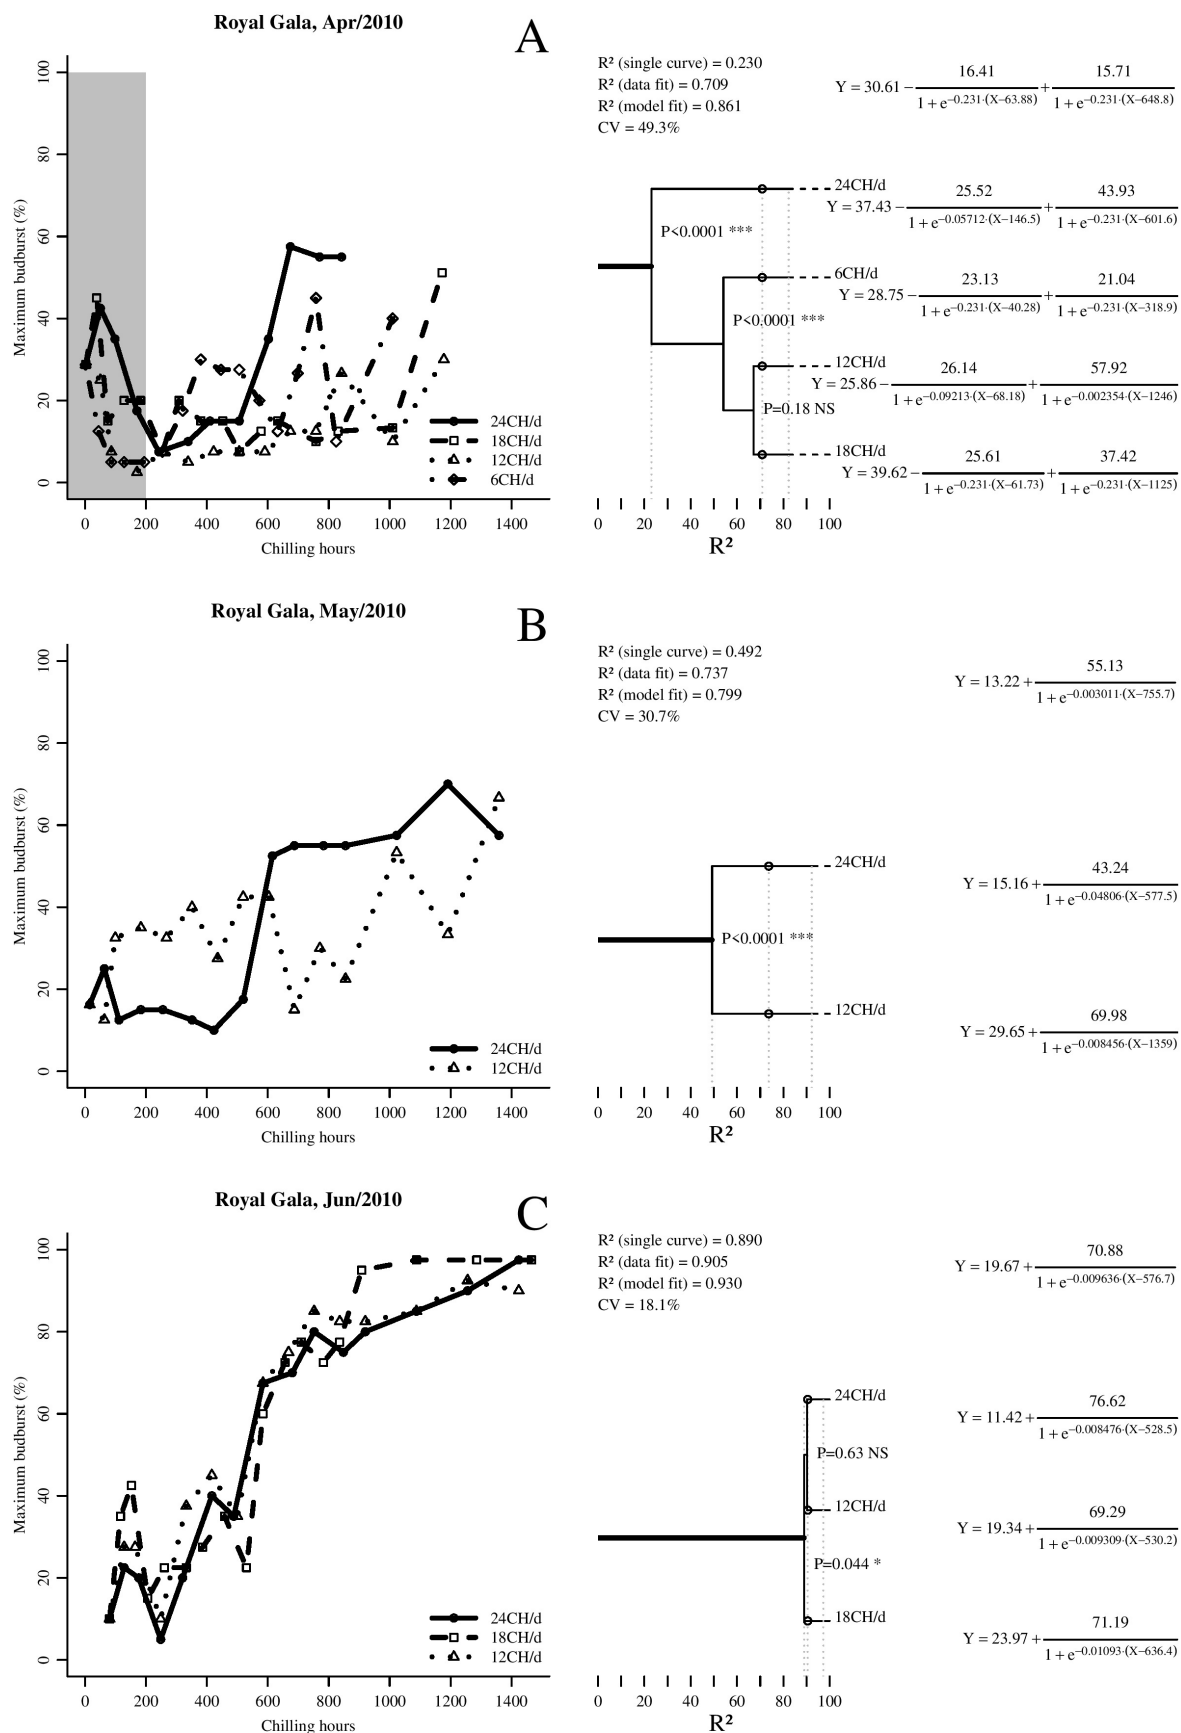 Royal Gala, Apr/2010
A
Maximum budburst (%)
0 20 40 60 80 100
24CH/d
18CH/d
12CH/d
6CH/d
0 200 400 600 800 1000 1200 1400
Chilling hours
R² (single curve) = 0.230
R² (data fit) = 0.709
R² (model fit) = 0.861
CV = 49.3%
Y = 30.61 − 16.41 / 1 + e^−0.231·(X−63.88) + 15.71 / 1 + e^−0.231·(X−648.8)
24CH/d
Y = 37.43 − 25.52 / 1 + e^−0.05712·(X−146.5) + 43.93 / 1 + e^−0.231·(X−601.6)
P<0.0001 ***
6CH/d
Y = 28.75 − 23.13 / 1 + e^−0.231·(X−40.28) + 21.04 / 1 + e^−0.231·(X−318.9)
P<0.0001 ***
12CH/d
Y = 25.86 − 26.14 / 1 + e^−0.09213·(X−68.18) + 57.92 / 1 + e^−0.002354·(X−1246)
P=0.18 NS
18CH/d
Y = 39.62 − 25.61 / 1 + e^−0.231·(X−61.73) + 37.42 / 1 + e^−0.231·(X−1125)
0 20 40 60 80 100
R²
Royal Gala, May/2010
B
Maximum budburst (%)
0 20 40 60 80 100
24CH/d
12CH/d
0 200 400 600 800 1000 1200 1400
Chilling hours
R² (single curve) = 0.492
R² (data fit) = 0.737
R² (model fit) = 0.799
CV = 30.7%
Y = 13.22 + 55.13 / 1 + e^−0.003011·(X−755.7)
24CH/d
Y = 15.16 + 43.24 / 1 + e^−0.04806·(X−577.5)
P<0.0001 ***
12CH/d
Y = 29.65 + 69.98 / 1 + e^−0.008456·(X−1359)
0 20 40 60 80 100
R²
Royal Gala, Jun/2010
C
Maximum budburst (%)
0 20 40 60 80 100
24CH/d
18CH/d
12CH/d
0 200 400 600 800 1000 1200 1400
Chilling hours
R² (single curve) = 0.890
R² (data fit) = 0.905
R² (model fit) = 0.930
CV = 18.1%
Y = 19.67 + 70.88 / 1 + e^−0.009636·(X−576.7)
24CH/d
Y = 11.42 + 76.62 / 1 + e^−0.008476·(X−528.5)
P=0.63 NS
12CH/d
Y = 19.34 + 69.29 / 1 + e^−0.009309·(X−530.2)
P=0.044 *
18CH/d
Y = 23.97 + 71.19 / 1 + e^−0.01093·(X−636.4)
0 20 40 60 80 100
R²